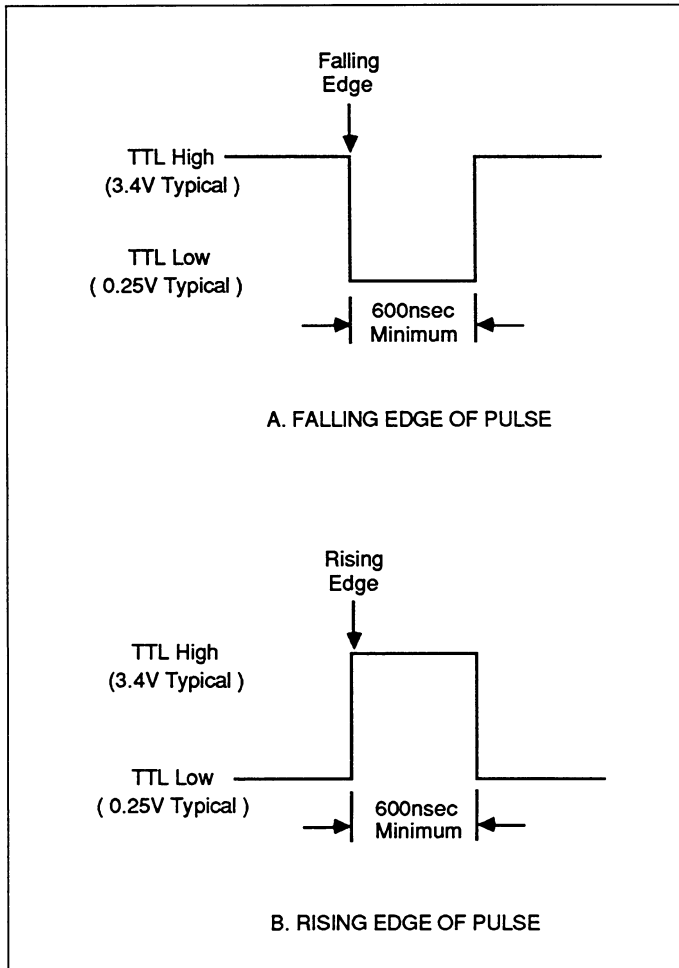 Falling
Edge
TTL High
(3.4V Typical )
TTL Low
( 0.25V Typical )
600nsec
Minimum
A. FALLING EDGE OF PULSE
Rising
Edge
TTL High
(3.4V Typical )
TTL Low
( 0.25V Typical )
600nsec
Minimum
B. RISING EDGE OF PULSE